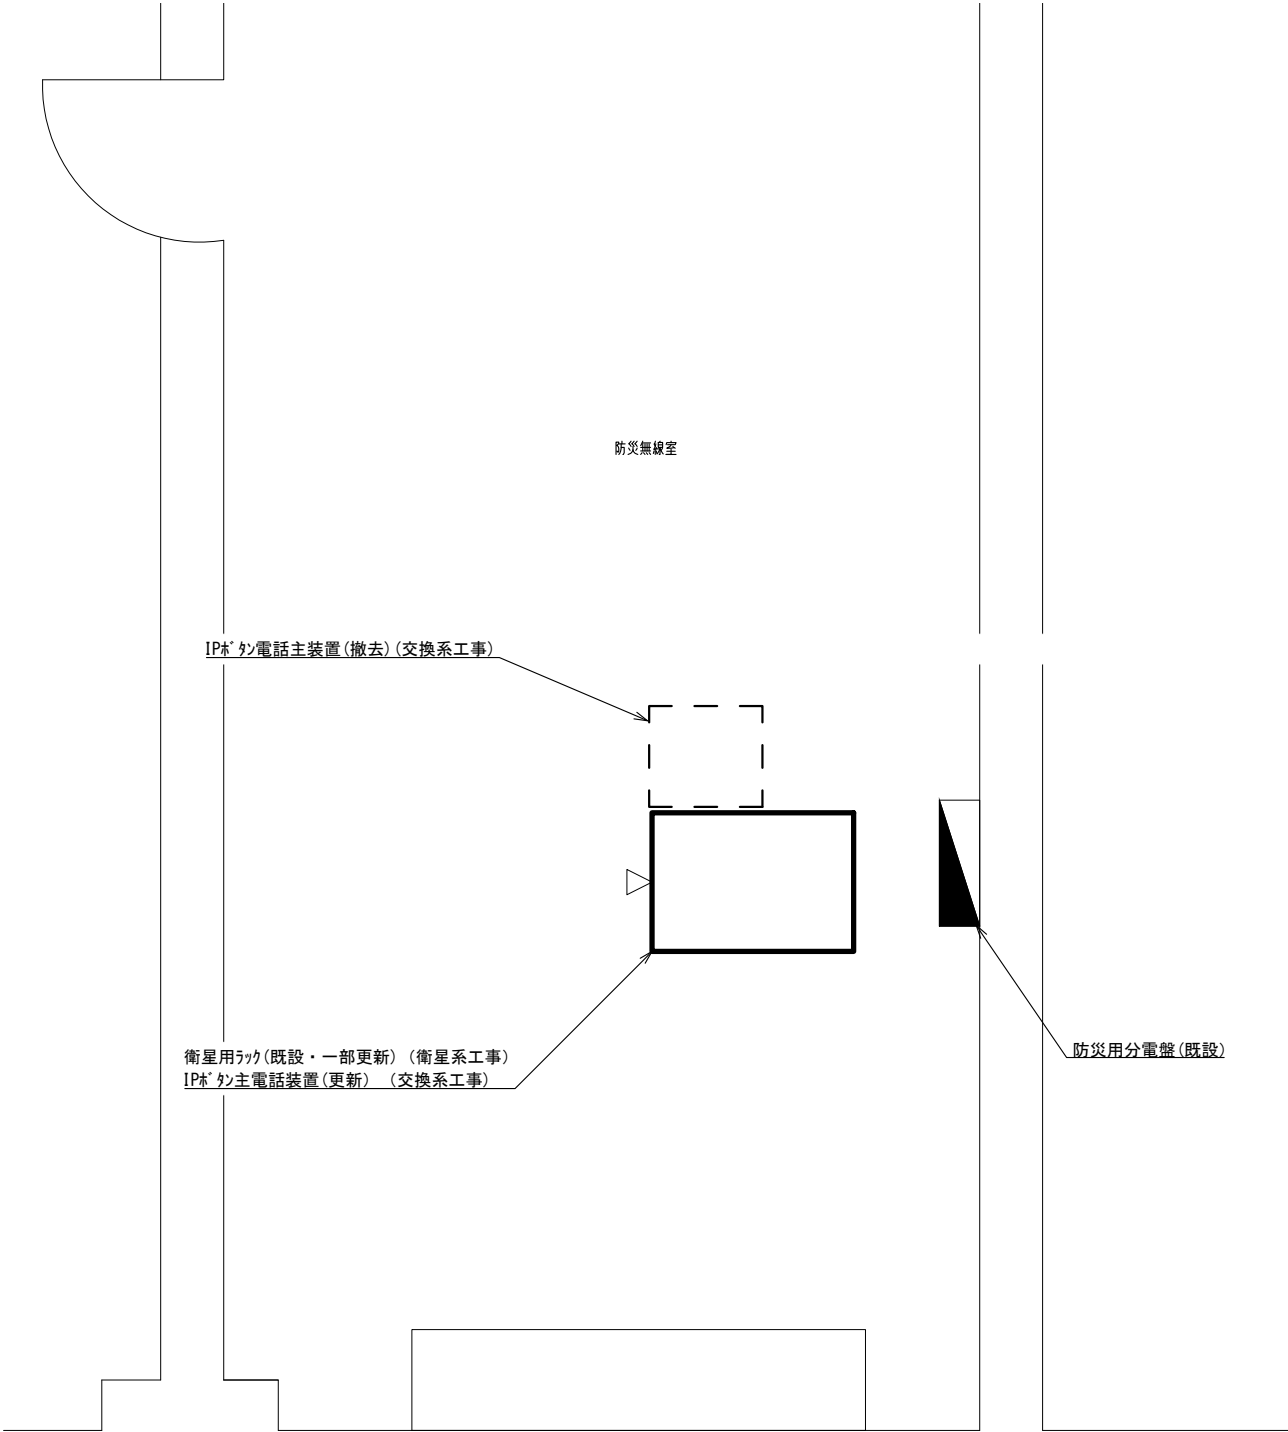 防災無線室
IPﾎﾞﾀﾝ電話主装置(撤去)(交換系工事)
衛星用ﾗｯｸ(既設・一部更新) (衛星系工事)
IPﾎﾞﾀﾝ主電話装置(更新) (交換系工事)
防災用分電盤(既設)